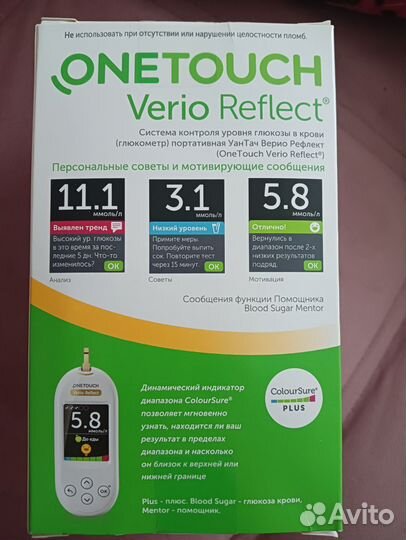 Не использовать при отсутствии или нарушении целостности пломб.
ONETOUCH
Verio Reflect®
Система контроля уровня глюкозы в крови
(глюкометр) портативная УанТач Верио Рефлект
(OneTouch Verio Reflect®)
Персональные советы и мотивирующие сообщения
11.1
ммоль/л
Выявлен тренд
Высокий ур. глюкозы
в это время за пос-
ледние 5 дн. Что-то
изменилось?
OK
Анализ
3.1
ммоль/л
Низкий уровень
Примите меры.
Попробуйте выпить
сок. Повторите тест
через 15 минут.
OK
Советы
5.8
ммоль/л
Отлично!
Вернулись в
диапазон после 2-х
низких результатов
подряд.
OK
Мотивация
Сообщения функции Помощника
Blood Sugar Mentor
ONETOUCH
Verio Reflect
5.8
ммоль/л
До еды
OK
Динамический индикатор
диапазона ColourSure®
позволяет мгновенно
узнать, находится ли ваш
результат в пределах
диапазона и насколько
он близок к верхней или
нижней границе
ColourSure®
PLUS
Plus - плюс. Blood Sugar - глюкоза крови,
Mentor - помощник.
Avito